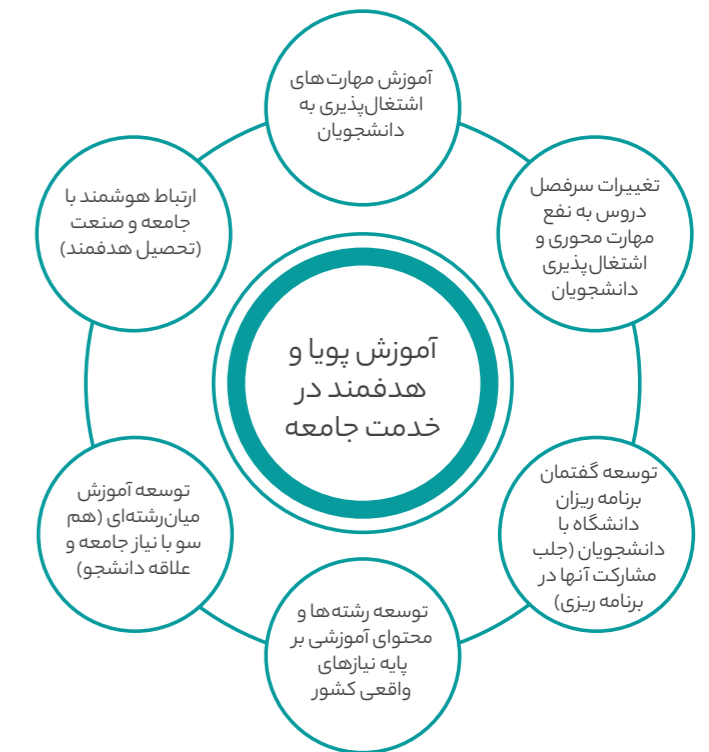 آموزش مهارت‌های
اشتغال‌پذیری به
دانشجویان
تغییرات سرفصل
دروس به نفع
مهارت محوری و
اشتغال‌پذیری
دانشجویان
ارتباط هوشمند با
جامعه و صنعت
(تحصیل هدفمند)
آموزش پویا و
هدفمند در
خدمت جامعه
توسعه گفتمان
برنامه ریزان
دانشگاه با
دانشجویان (جلب
مشارکت آنها در
برنامه ریزی)
توسعه آموزش
میان‌رشته‌ای (هم
سو با نیاز جامعه و
علاقه دانشجو)
توسعه رشته‌ها و
محتوای آموزشی بر
پایه نیازهای
واقعی کشور